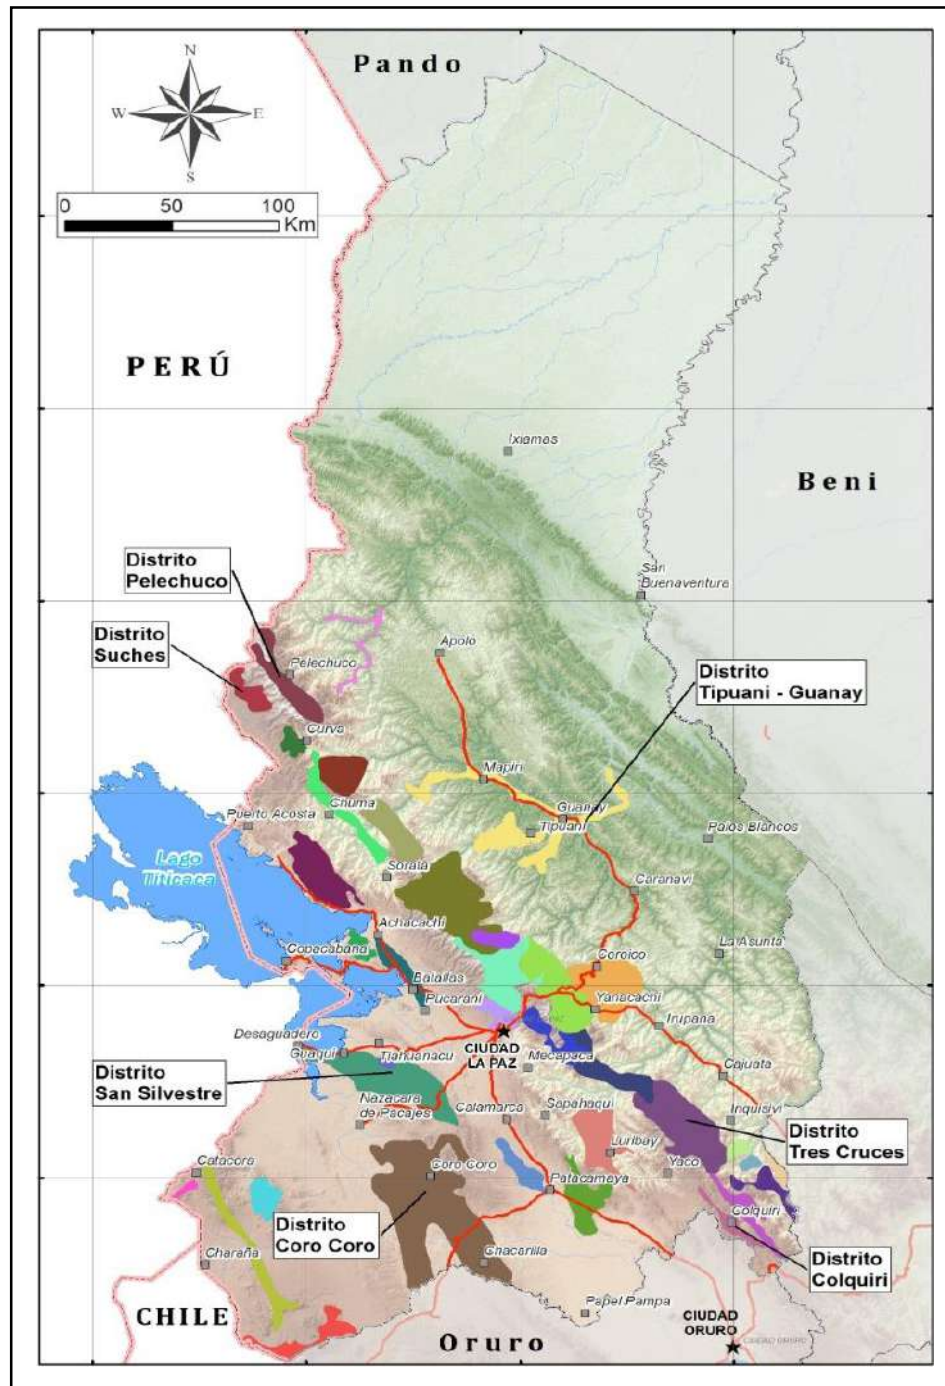 Pando
N
W E
S
0 50 100
Km
PERÚ
Ixiamas
Beni
San
Buenaventura
Distrito
Pelechuco
Distrito
Suches
Pelechuco
Apolo
Distrito
Tipuani - Guanay
Curva
Mapiri
Guanay
Tipuani
Palos Blancos
Puerto Acosta
Chuma
Lago
Titicaca
Sorata
Caranavi
Achacachi
Copacabana
La Asunta
Coroico
Batallas
Pucarani
Yanacachi
Irupana
Desaguadero
Guaqui
Tiahuanacu
CIUDAD
LA PAZ
Mecapaca
Cajuata
Distrito
San Silvestre
Nazacara
de Pacajes
Calamarca
Sapahaqui
Inquisivi
Distrito
Tres Cruces
Luribay
Yaco
Catacora
Coro Coro
Patacamaya
Distrito
Coro Coro
Colquiri
Distrito
Colquiri
Charaña
Chacarilla
CHILE
Papel Pampa
Oruro
CIUDAD
ORURO
CIUDAD ORURO